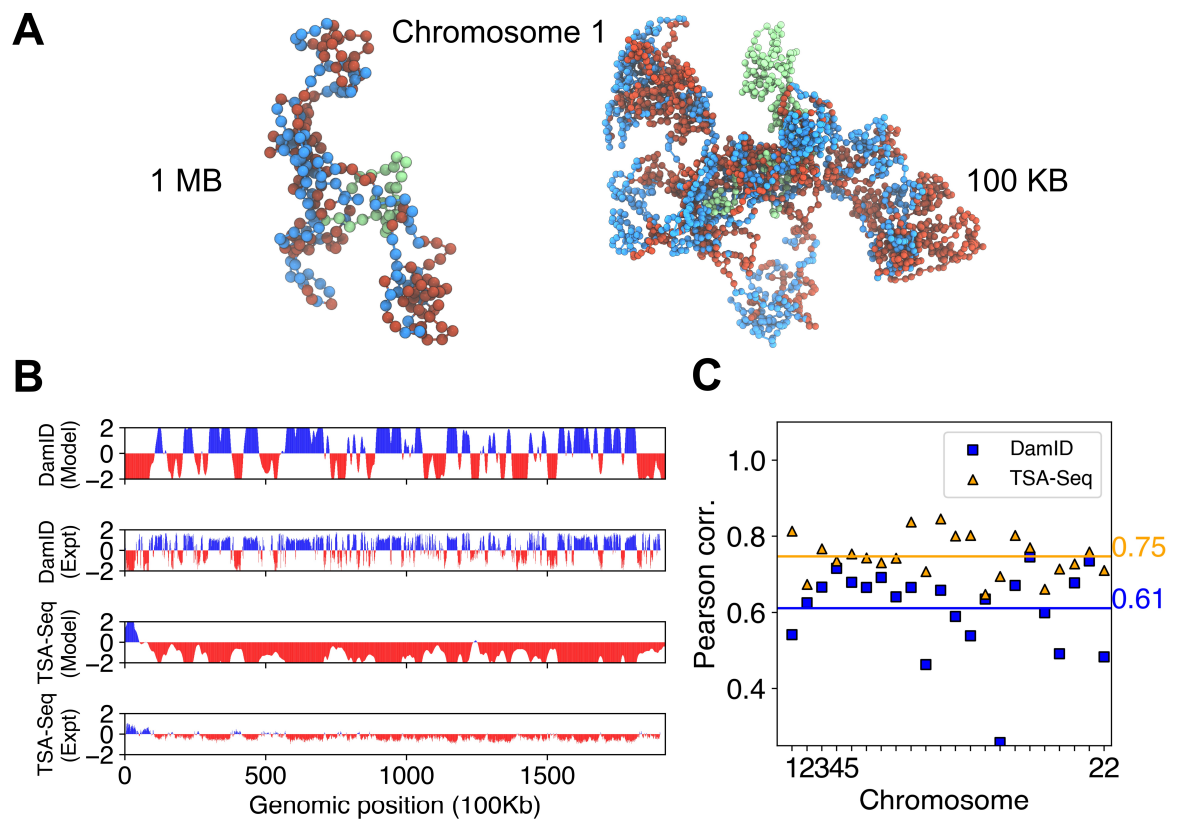 A
Chromosome 1
1 MB
100 KB
B
DamID
(Model)
2
0
−2
DamID
(Expt)
2
0
−2
TSA-Seq
(Model)
2
0
−2
TSA-Seq
(Expt)
2
0
−2
0 500 1000 1500
Genomic position (100Kb)
C
DamID
TSA-Seq
Pearson corr.
1.0
0.8
0.6
0.4
0.75
0.61
12345 22
Chromosome